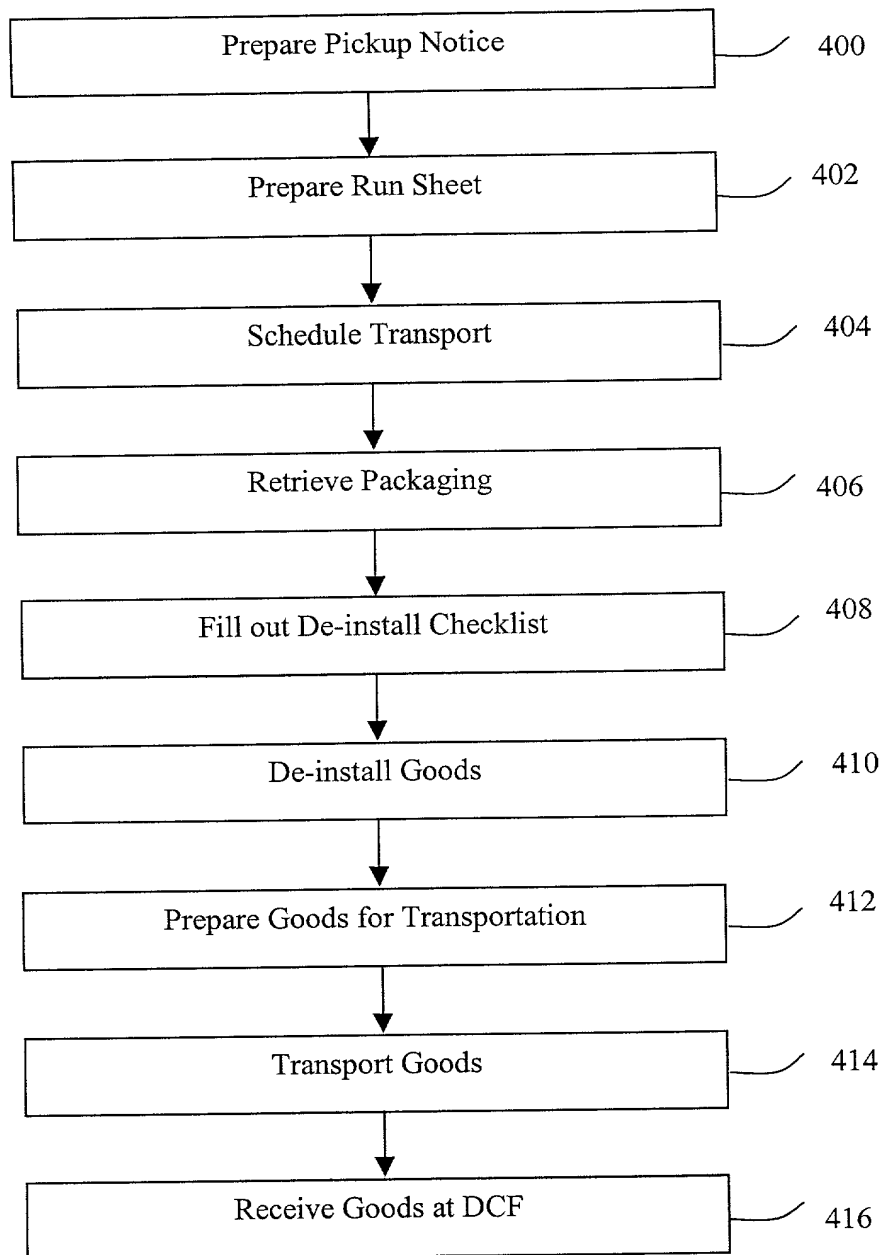 Prepare Pickup Notice 400
Prepare Run Sheet 402
Schedule Transport 404
Retrieve Packaging 406
Fill out De-install Checklist 408
De-install Goods 410
Prepare Goods for Transportation 412
Transport Goods 414
Receive Goods at DCF 416